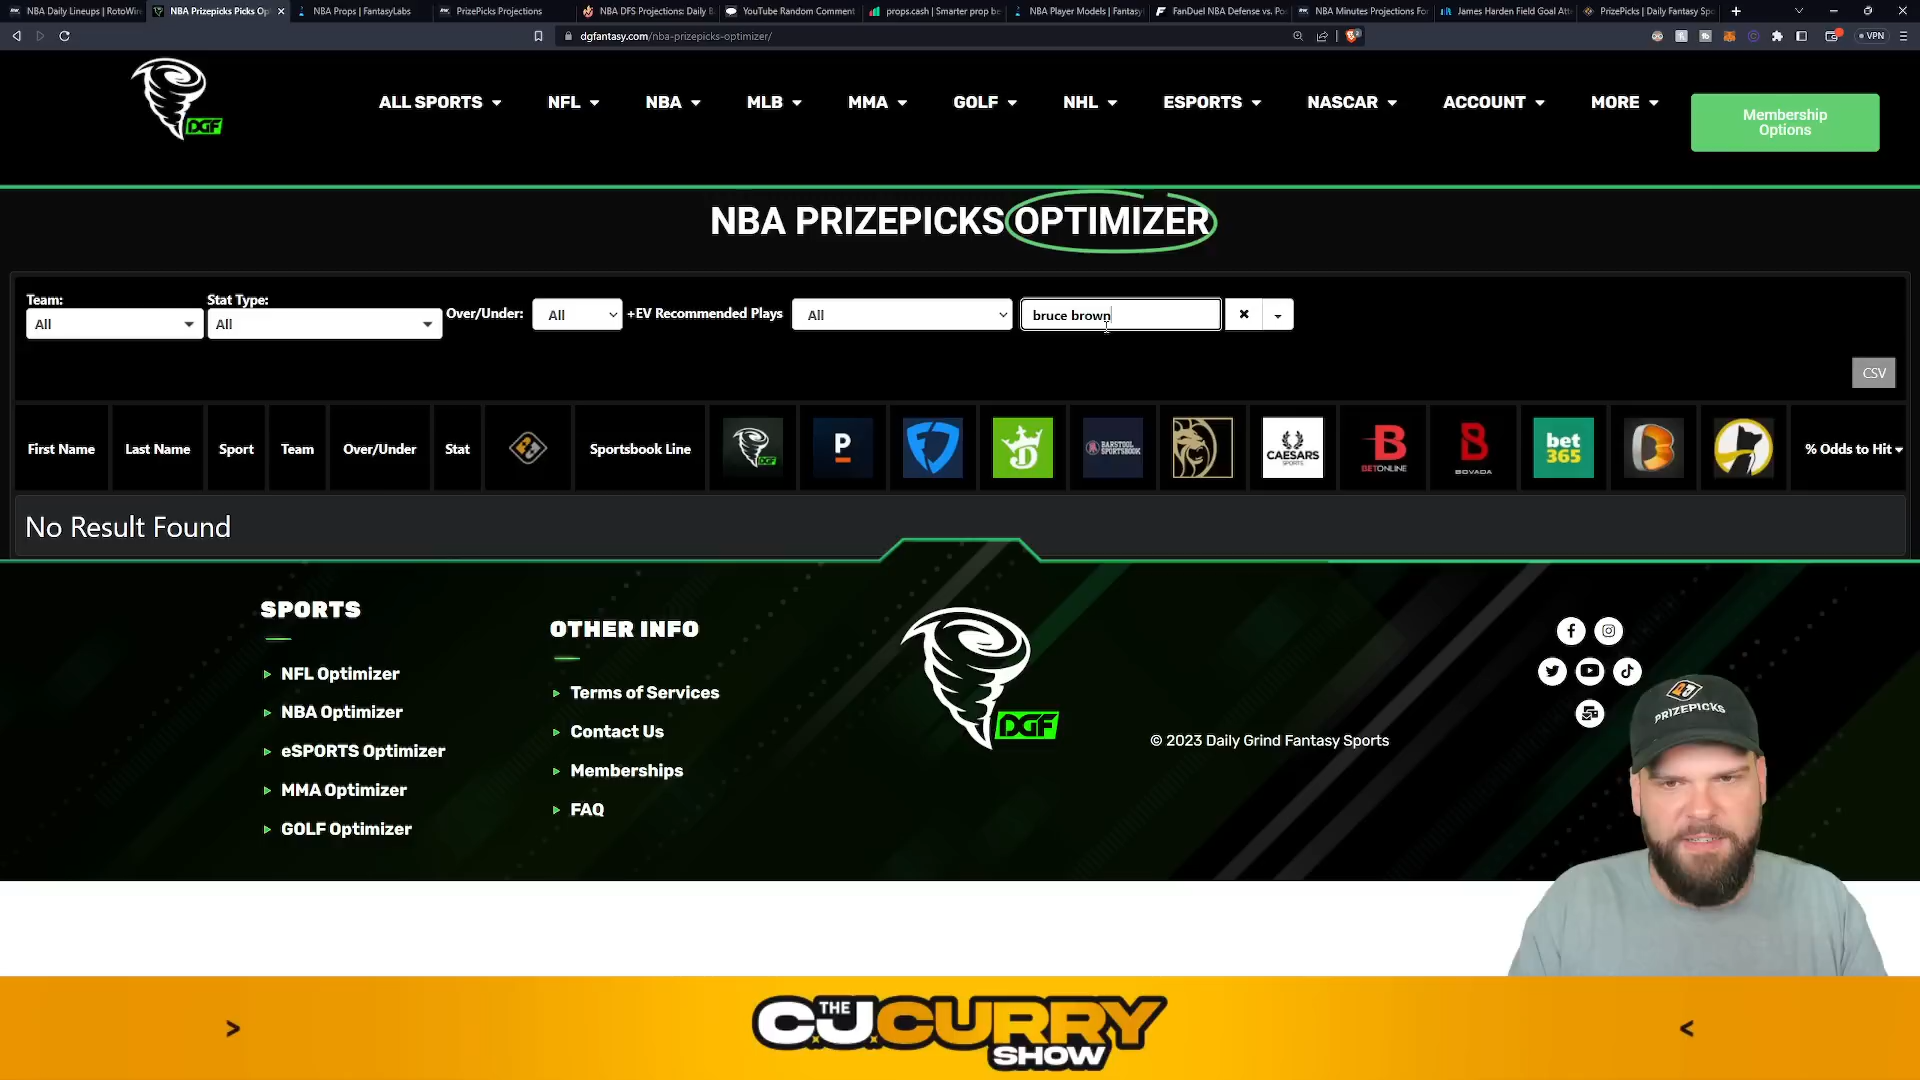 NBA Daily Lineups | RotoWire
NBA Prizepicks Picks Op
NBA Props | FantasyLabs
PrizePicks Projections
NBA DFS Projections: Daily
YouTube Random Comment
props.cash | Smarter prop be
NBA Player Models | Fantasy
FanDuel NBA Defense vs. Po
NBA Minutes Projections For
James Harden Field Goal Att
PrizePicks | Daily Fantasy Sp
dgfantasy.com/nba-prizepicks-optimizer/
VPN
DGF
ALL SPORTS
NFL
NBA
MLB
MMA
GOLF
NHL
ESPORTS
NASCAR
ACCOUNT
MORE
Membership
Options
NBA PRIZEPICKS OPTIMIZER
Team:
All
Stat Type:
All
Over/Under:
All
+EV Recommended Plays
All
bruce brown
CSV
First Name
Last Name
Sport
Team
Over/Under
Stat
Sportsbook Line
DGF
P
BARSTOOL
SPORTSBOOK
CAESARS
SPORTS
B
BETONLINE
B
BOVADA
bet
365
% Odds to Hit
No Result Found
SPORTS
NFL Optimizer
NBA Optimizer
eSPORTS Optimizer
MMA Optimizer
GOLF Optimizer
OTHER INFO
Terms of Services
Contact Us
Memberships
FAQ
DGF
© 2023 Daily Grind Fantasy Sports
PRIZEPICKS
> THE C.J. CURRY SHOW <